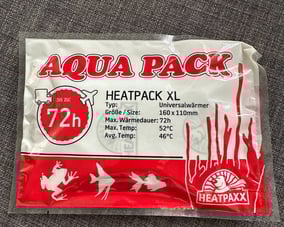 AQUA PACK
72h
HEATPACK XL
Typ: Universalwärmer
Größe / Size: 160 x 110mm
Max. Wärmedauer: 72h
Max. Temp: 52°C
Avg. Temp: 46°C
HEATPAXX